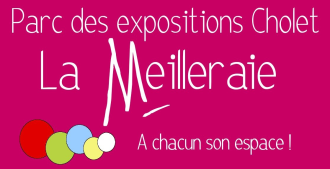 Parc des expositions Cholet
La Meilleraie
A chacun son espace !